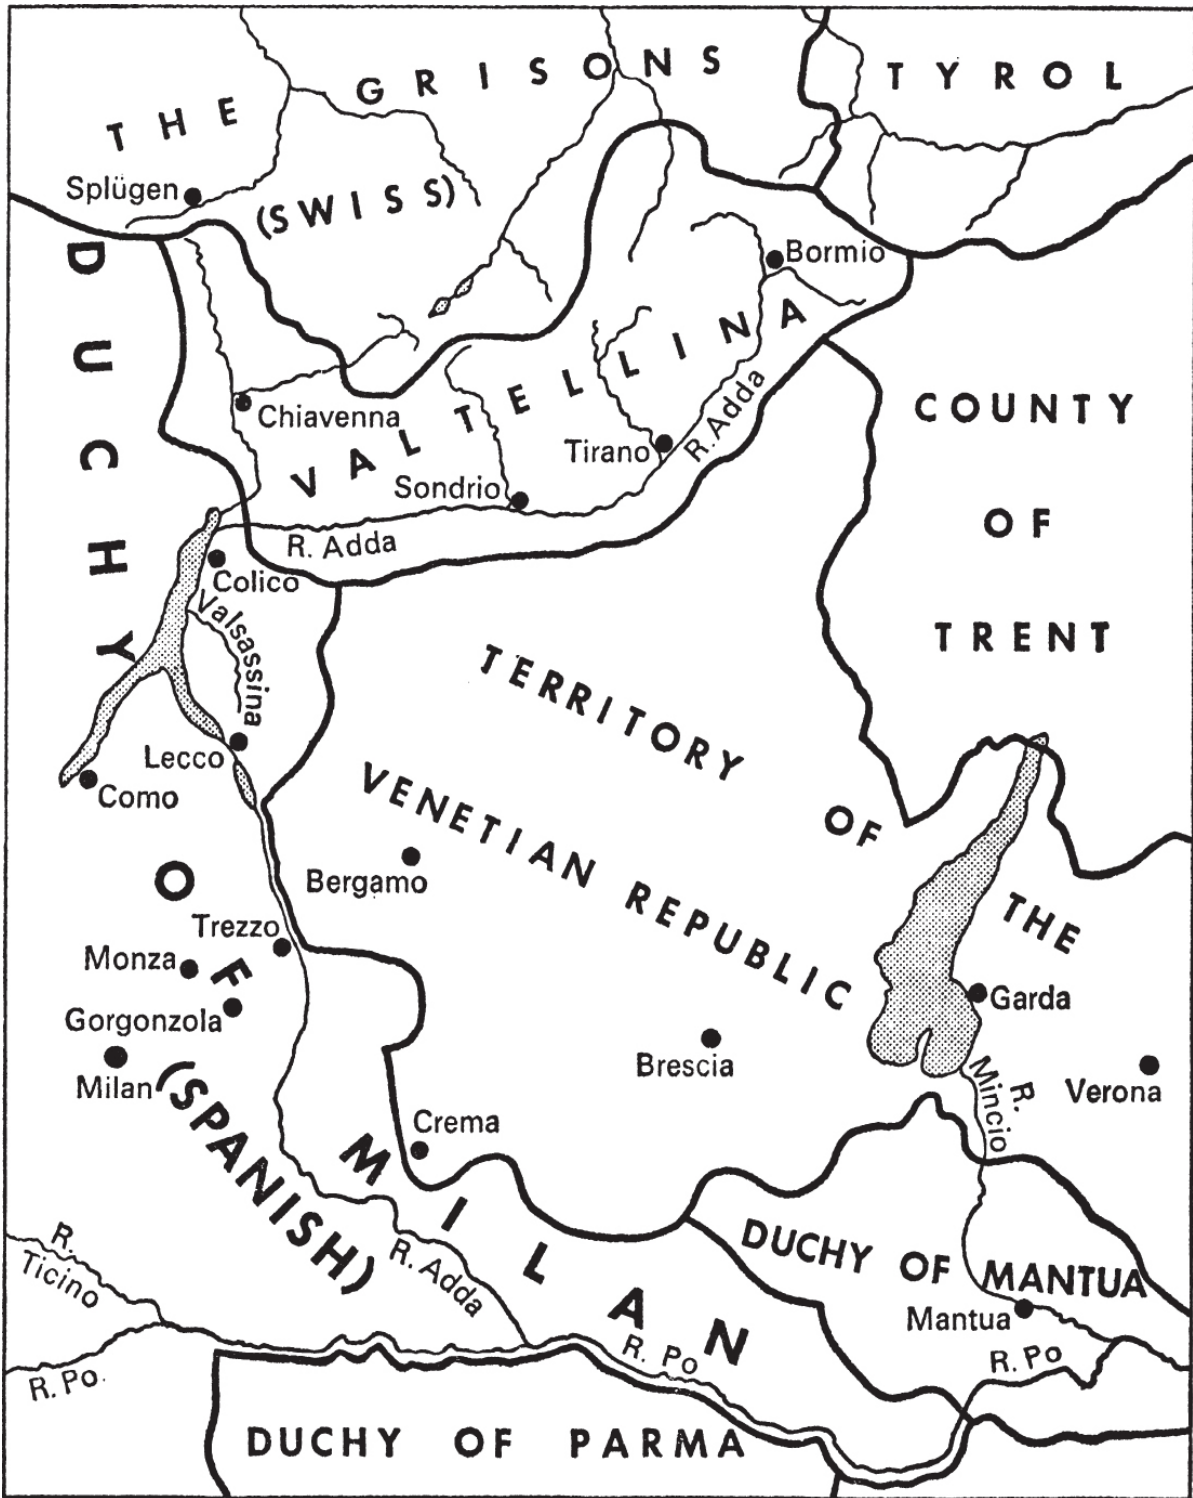 THE GRISONS
(SWISS)
TYROL
Splügen
Bormio
VALTELLINA
Chiavenna
Tirano
R. Adda
Sondrio
R. Adda
COUNTY
OF
TRENT
DUCHY OF MILAN
(SPANISH)
Colico
Valsassina
Lecco
Como
TERRITORY OF THE
VENETIAN REPUBLIC
Bergamo
Trezzo
Monza
Gorgonzola
Milan
Garda
Brescia
Verona
R.
Mincio
Crema
R. Adda
R.
Ticino
R. Po.
R. Po
DUCHY OF MANTUA
Mantua
R. Po
DUCHY OF PARMA